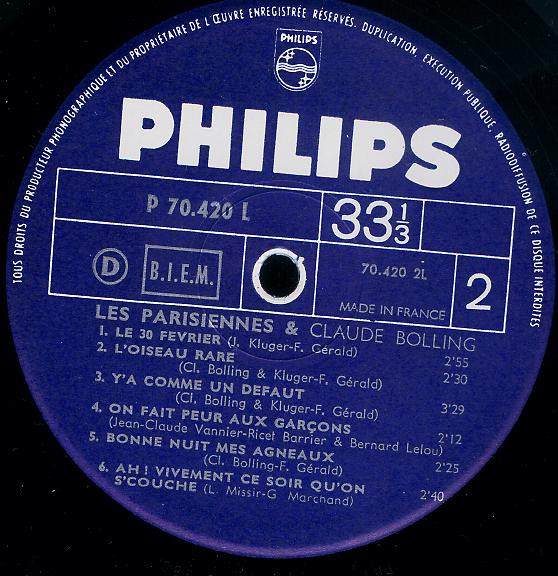 TOUS DROITS DU PRODUCTEUR PHONOGRAPHIQUE ET DU PROPRIÉTAIRE DE L'ŒUVRE ENREGISTRÉE RÉSERVÉS. DUPLICATION, EXÉCUTION PUBLIQUE, RADIODIFFUSION DE CE DISQUE INTERDITES
PHILIPS
PHILIPS
P 70.420 L
33 1/3
D
B.I.E.M.
70.420 2L
MADE IN FRANCE
2
LES PARISIENNES & CLAUDE BOLLING
1. LE 30 FEVRIER (J. Kluger-F. Gérald) 2'55
2. L'OISEAU RARE
(Cl. Bolling & Kluger-F. Gérald) 2'30
3. Y'A COMME UN DEFAUT
(Cl. Bolling & Kluger-F. Gérald) 3'29
4. ON FAIT PEUR AUX GARÇONS
(Jean-Claude Vannier-Ricet Barrier & Bernard Lelou) 2'12
5. BONNE NUIT MES AGNEAUX
(Cl. Bolling-F. Gérald) 2'25
6. AH ! VIVEMENT CE SOIR QU'ON
S'COUCHE (L. Missir-G Marchand) 2'40